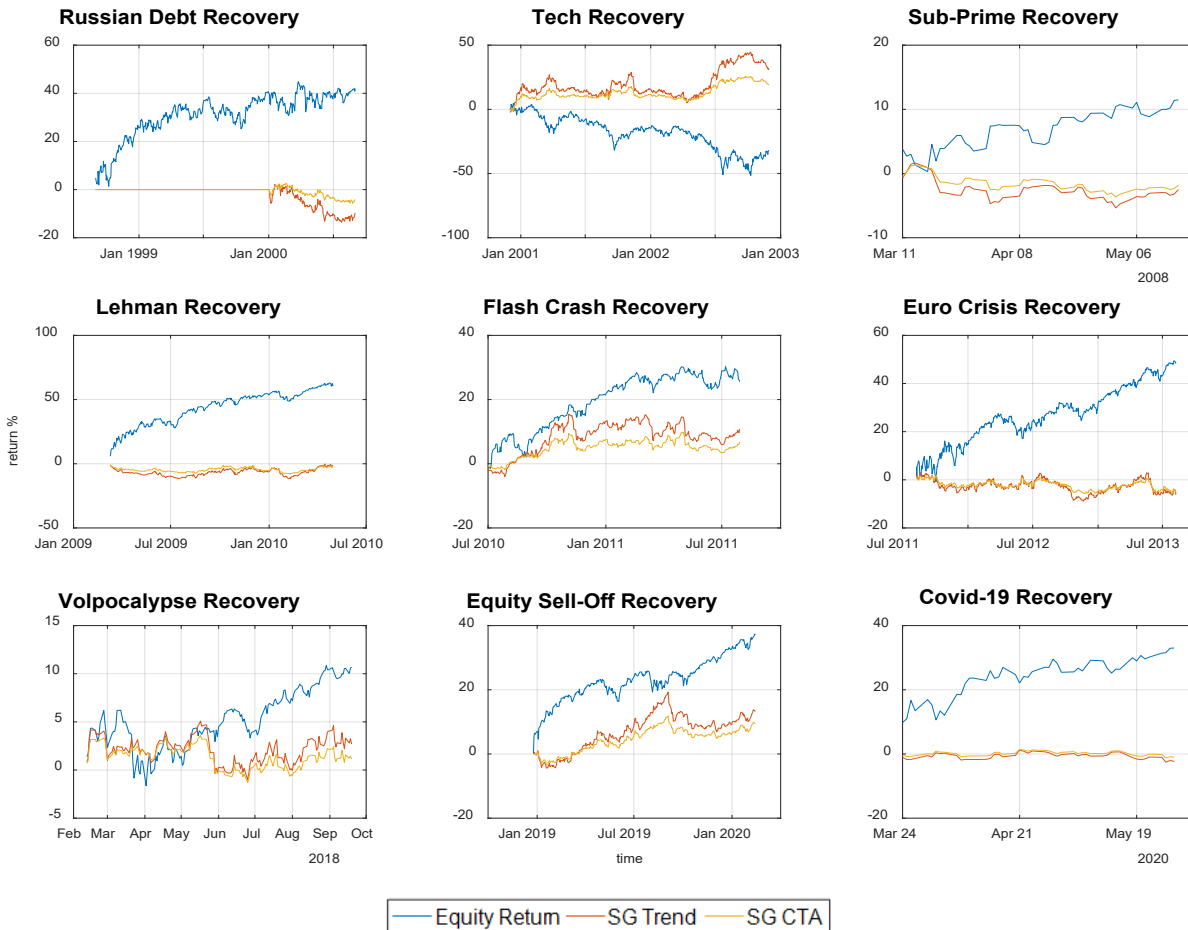 Russian Debt Recovery
60
40
20
0
-20
Jan 1999 Jan 2000
Tech Recovery
50
0
-50
-100
Jan 2001 Jan 2002 Jan 2003
Sub-Prime Recovery
20
10
0
-10
Mar 11 Apr 08 May 06
2008
Lehman Recovery
return %
100
50
0
-50
Jan 2009 Jul 2009 Jan 2010 Jul 2010
Flash Crash Recovery
40
20
0
-20
Jul 2010 Jan 2011 Jul 2011
Euro Crisis Recovery
60
40
20
0
-20
Jul 2011 Jul 2012 Jul 2013
Volpocalypse Recovery
15
10
5
0
-5
Feb Mar Apr May Jun Jul Aug Sep Oct
2018
Equity Sell-Off Recovery
40
20
0
-20
Jan 2019 Jul 2019 Jan 2020
time
Covid-19 Recovery
40
20
0
-20
Mar 24 Apr 21 May 19
2020
Equity Return SG Trend SG CTA